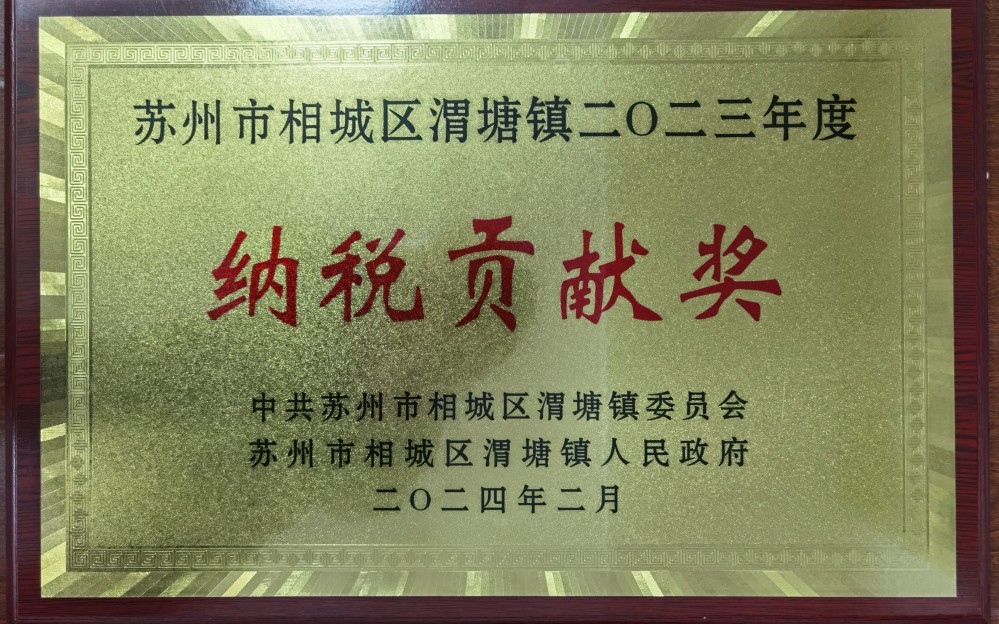 苏州市相城区渭塘镇二〇二三年度
纳税贡献奖
中共苏州市相城区渭塘镇委员会
苏州市相城区渭塘镇人民政府
二〇二四年二月